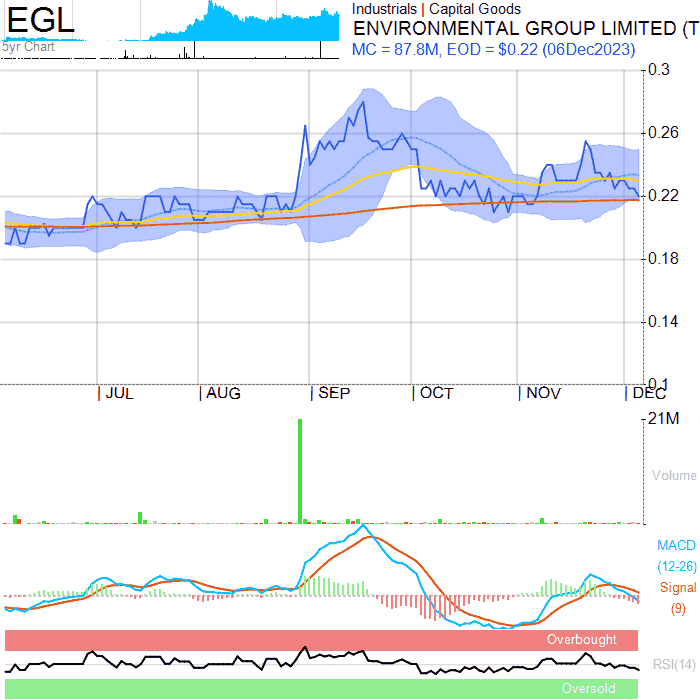 EGL
5yr Chart
Industrials | Capital Goods
ENVIRONMENTAL GROUP LIMITED (T
MC = 87.8M, EOD = $0.22 (06Dec2023)
0.3
0.26
0.22
0.18
0.14
0.1
JUL AUG SEP OCT NOV DEC
21M
Volume
MACD
(12-26)
Signal
(9)
Overbought
RSI(14)
Oversold